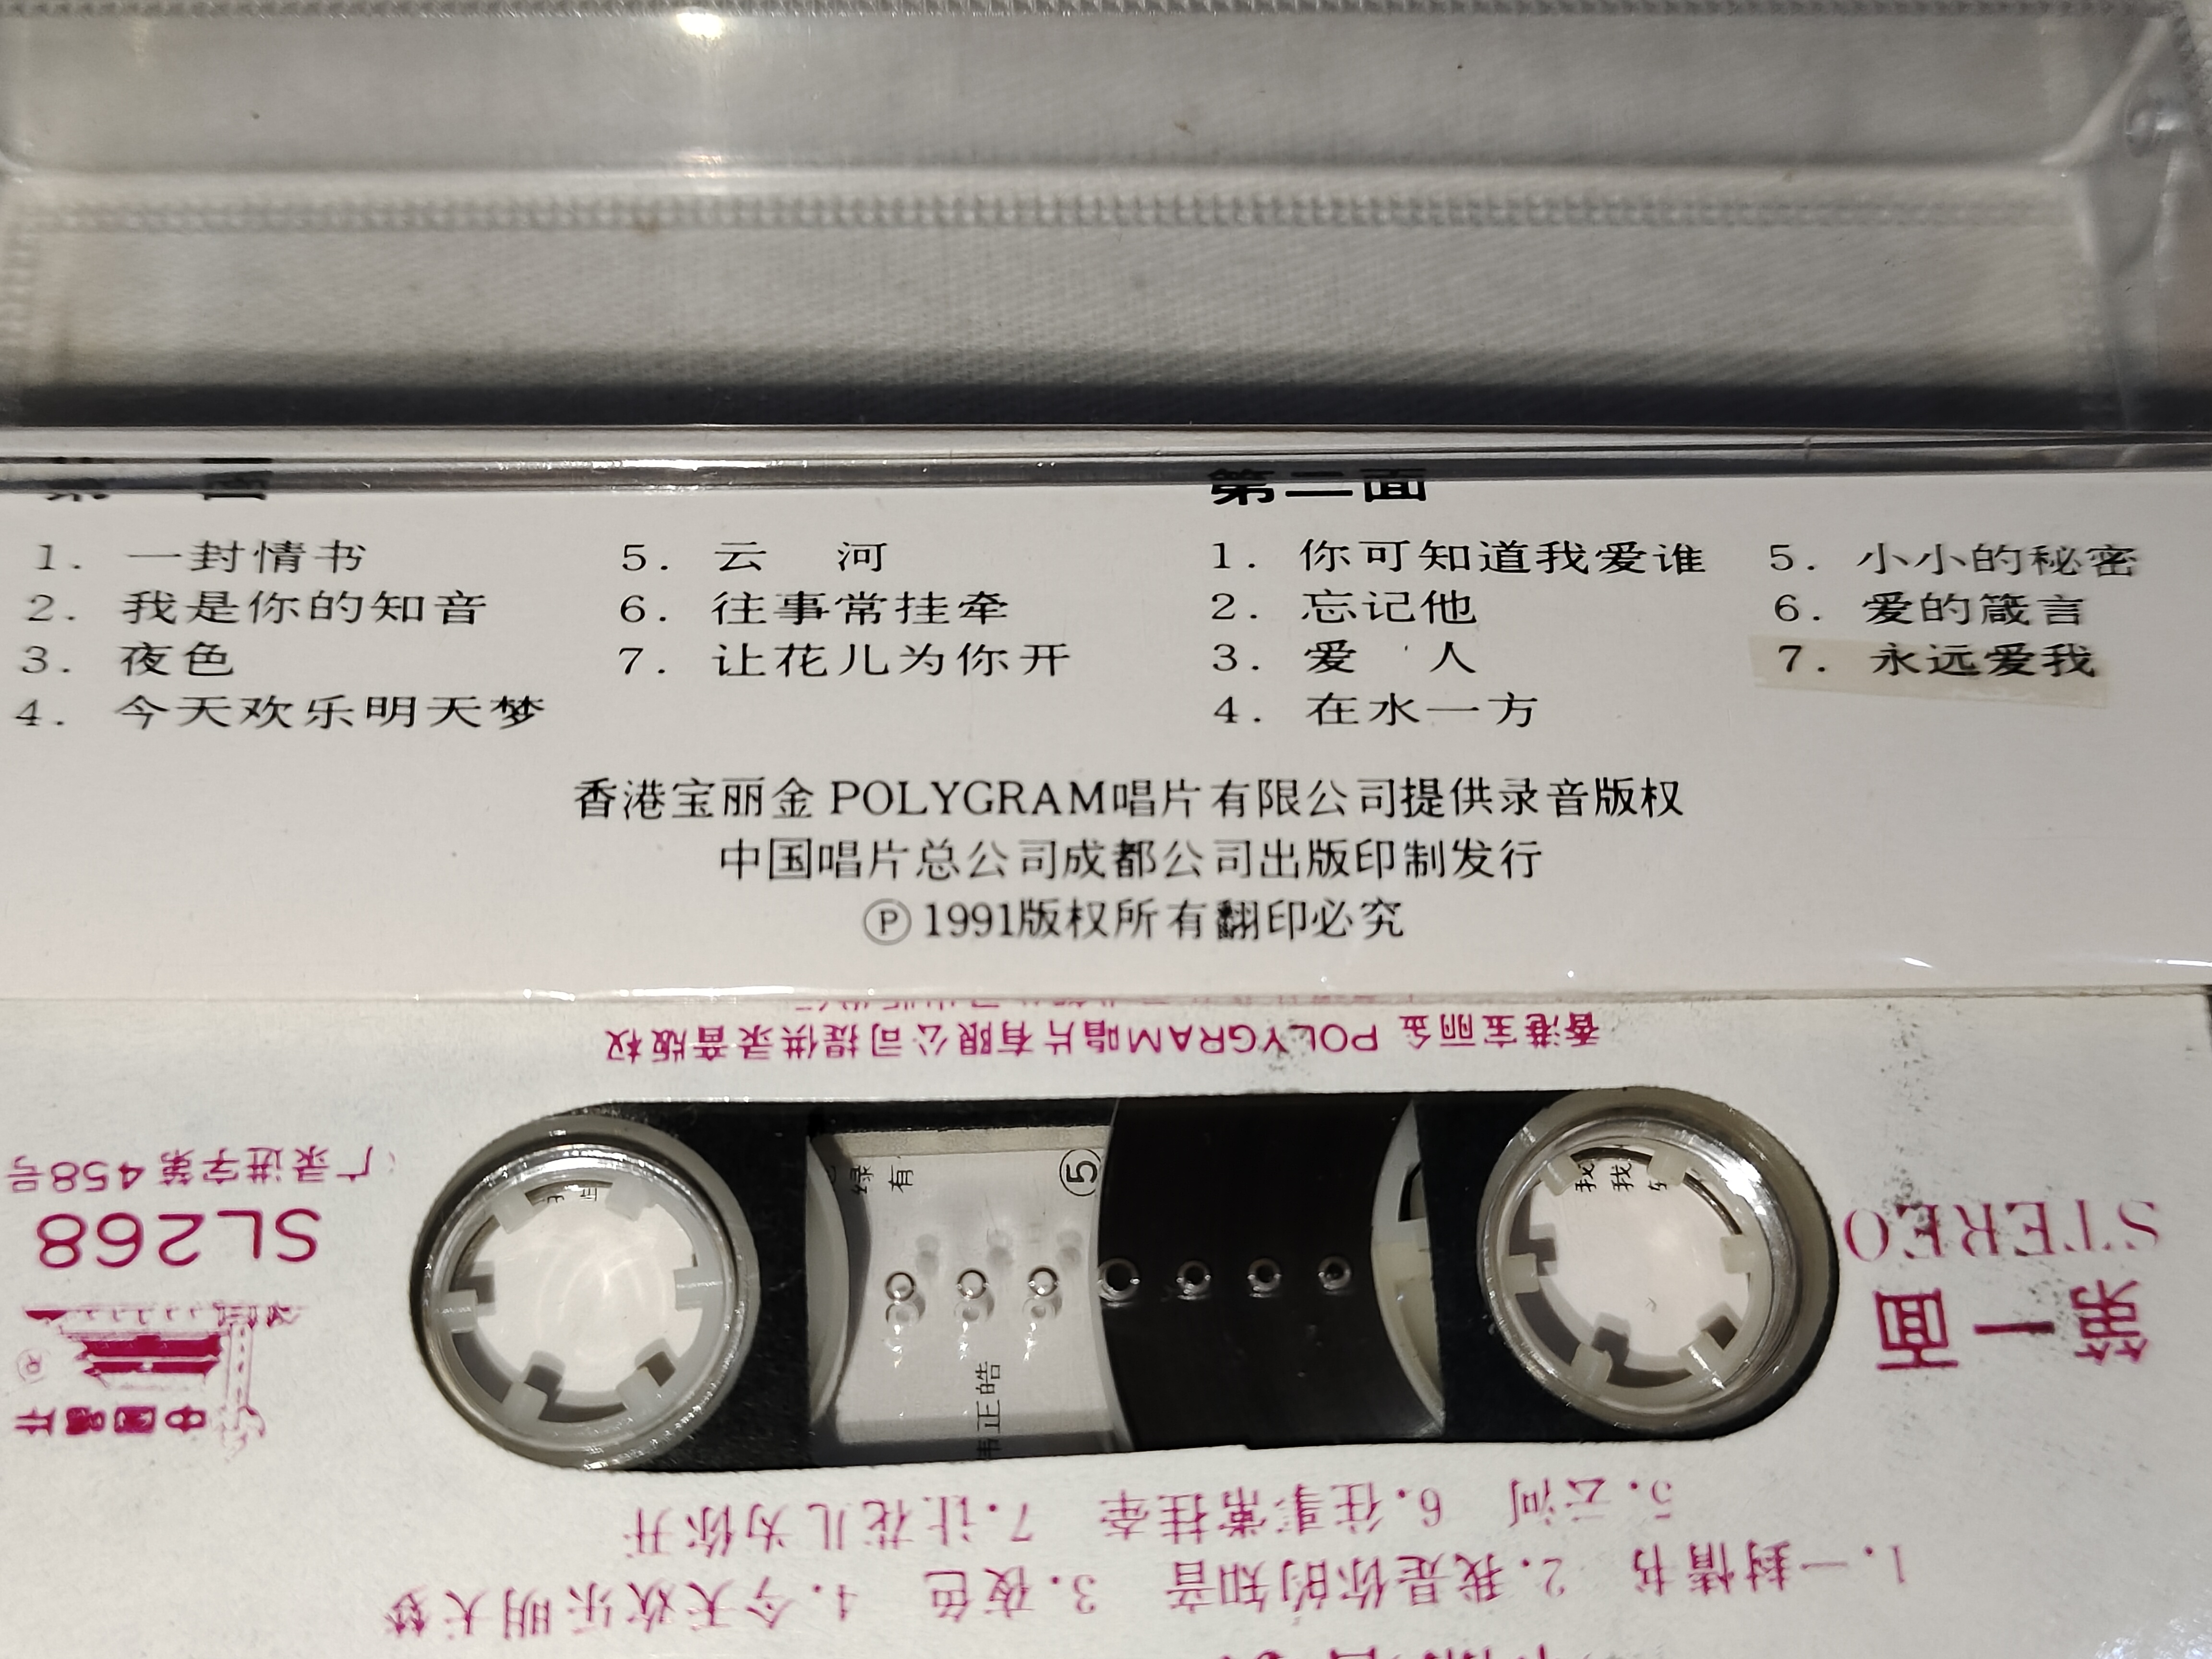 第一面
1. 一封情书
2. 我是你的知音
3. 夜色
4. 今天欢乐明天梦
5. 云 河
6. 往事常挂牵
7. 让花儿为你开
第二面
1. 你可知道我爱谁
2. 忘记他
3. 爱 人
4. 在水一方
5. 小小的秘密
6. 爱的箴言
7. 永远爱我
香港宝丽金 POLYGRAM唱片有限公司提供录音版权
中国唱片总公司成都公司出版印制发行
Ⓟ 1991版权所有翻印必究
1.一封情书 2.我是你的知音 3.夜色 4.今天欢乐明天梦
5.云河 6.往事常挂牵 7.让花儿为你开
第一面
STEREO
中国唱片
®
SL268
广录进字第458号
绿
有
⑤
正皓
我
我
香港宝丽金 POLYGRAM唱片有限公司提供录音版权